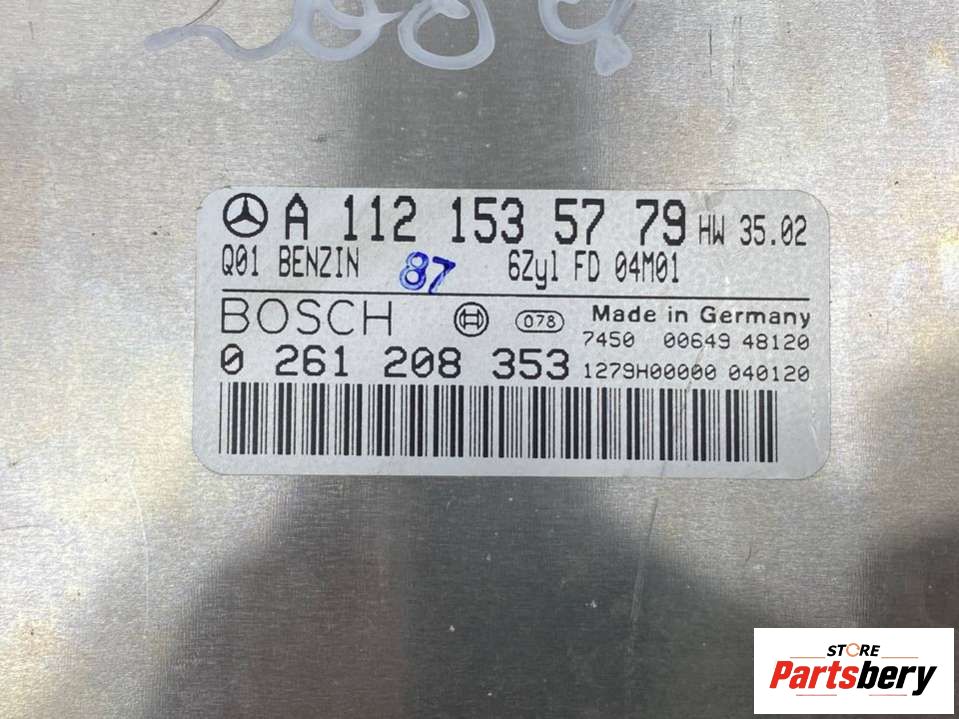 A 112 153 57 79 HW 35.02
Q01 BENZIN 87 6Zyl FD 04M01
BOSCH 078 Made in Germany
7450 00649 48120
0 261 208 353 1279H00000 040120
STORE
Partsbery